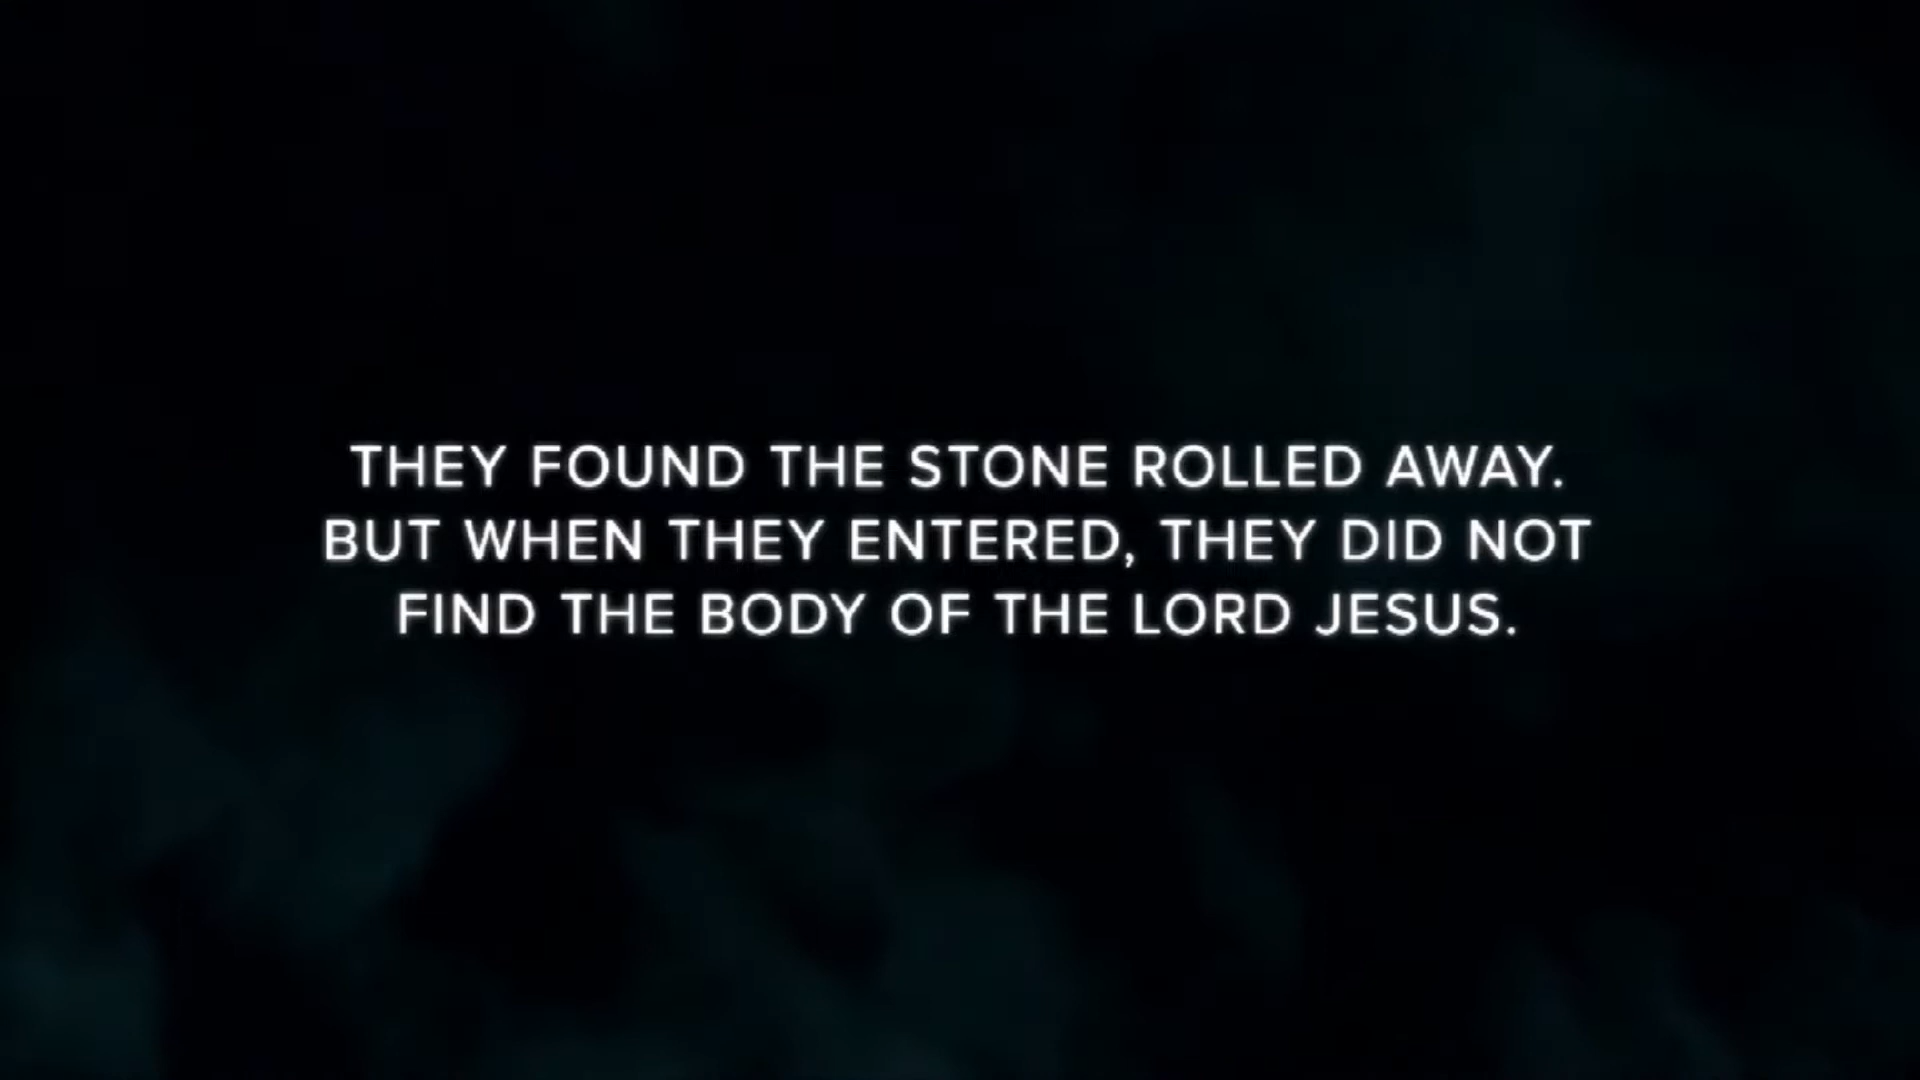 THEY FOUND THE STONE ROLLED AWAY.
BUT WHEN THEY ENTERED, THEY DID NOT
FIND THE BODY OF THE LORD JESUS.